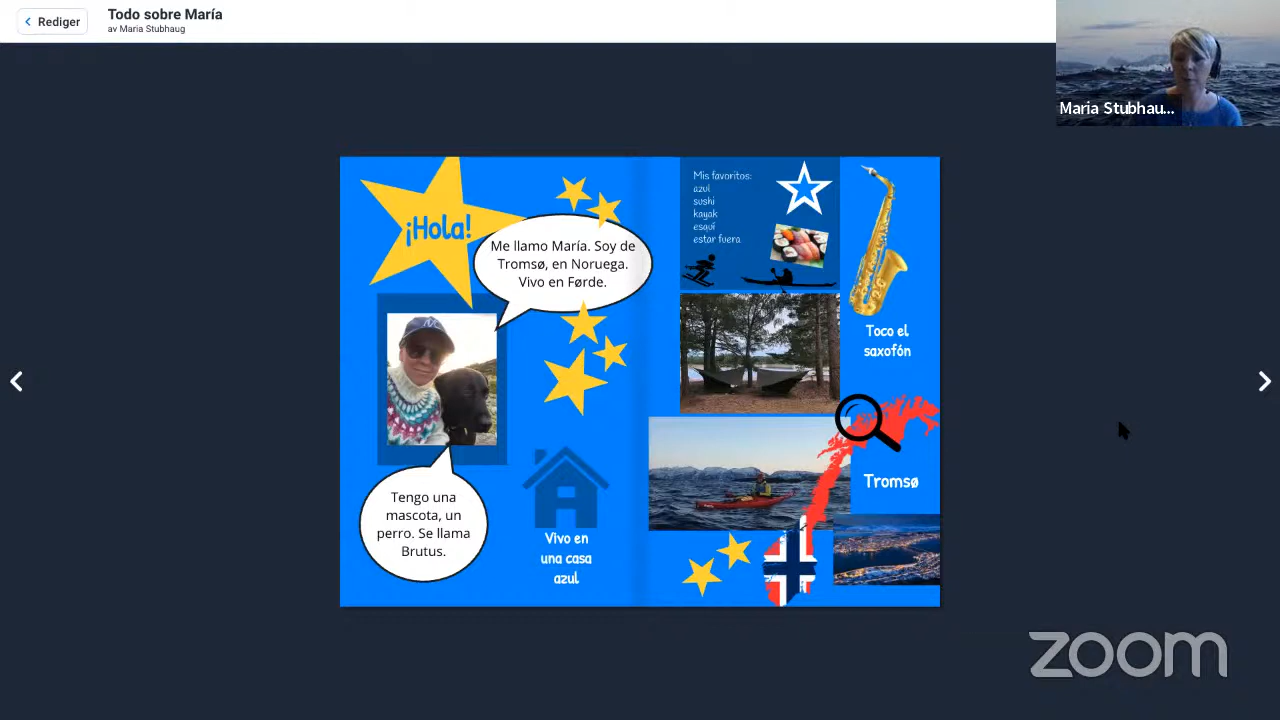 Rediger
Todo sobre María
av Maria Stubhaug
Maria Stubhau...
¡Hola!
Me llamo María. Soy de
Tromsø, en Noruega.
Vivo en Førde.
Tengo una
mascota, un
perro. Se llama
Brutus.
Vivo en
una casa
azul
Mis favoritos:
azul
sushi
kayak
esquí
estar fuera
Toco el
saxofón
Tromsø
zoom